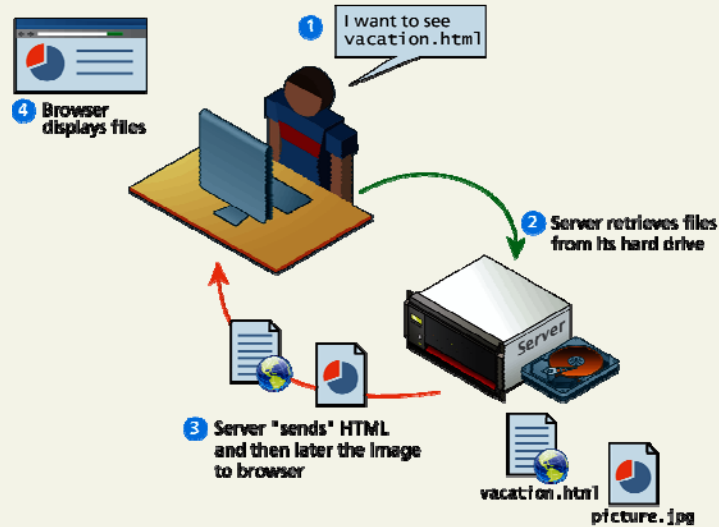 1
I want to see
vacation.html
4 Browser
displays files
2 Server retrieves files
from its hard drive
Server
3 Server "sends" HTML
and then later the image
to browser
vacation.html
picture.jpg